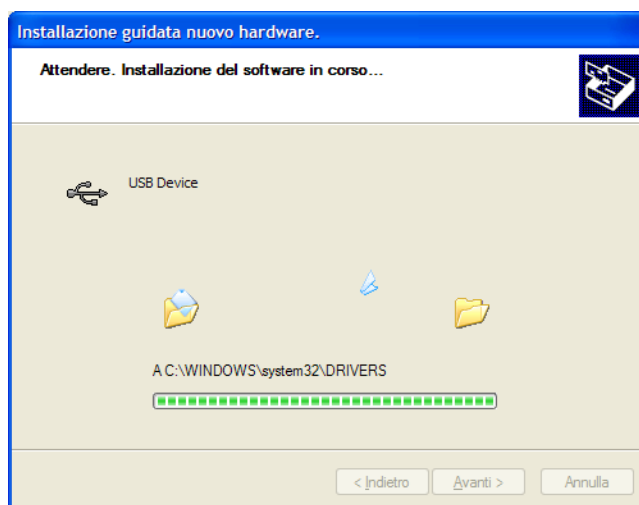 Installazione guidata nuovo hardware.
Attendere. Installazione del software in corso...
USB Device
A C:\WINDOWS\system32\DRIVERS
< Indietro
Avanti >
Annulla